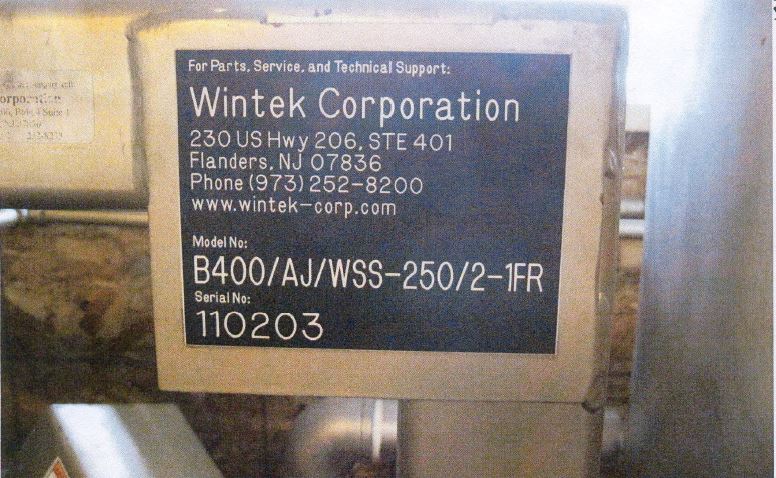 For Parts, Service, and Technical Support:
Wintek Corporation
230 US Hwy 206, STE 401
Flanders, NJ 07836
Phone (973) 252-8200
www.wintek-corp.com
Model No:
B400/AJ/WSS-250/2-1FR
Serial No:
110203